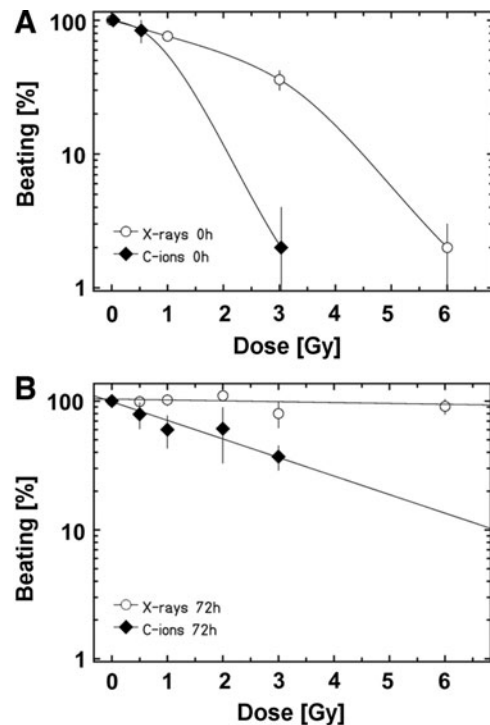 A
100
Beating [%]
10
X-rays 0h
C-ions 0h
1
0 1 2 3 4 5 6
Dose [Gy]
B
100
Beating [%]
10
X-rays 72h
C-ions 72h
1
0 1 2 3 4 5 6
Dose [Gy]